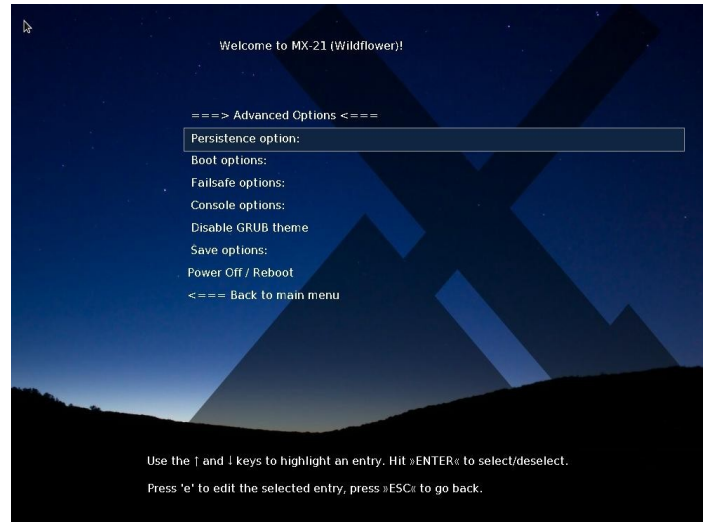 Welcome to MX-21 (Wildflower)!
===> Advanced Options <===
Persistence option:
Boot options:
Failsafe options:
Console options:
Disable GRUB theme
Save options:
Power Off / Reboot
<=== Back to main menu
Use the ↑ and ↓ keys to highlight an entry. Hit »ENTER« to select/deselect.
Press 'e' to edit the selected entry, press »ESC« to go back.